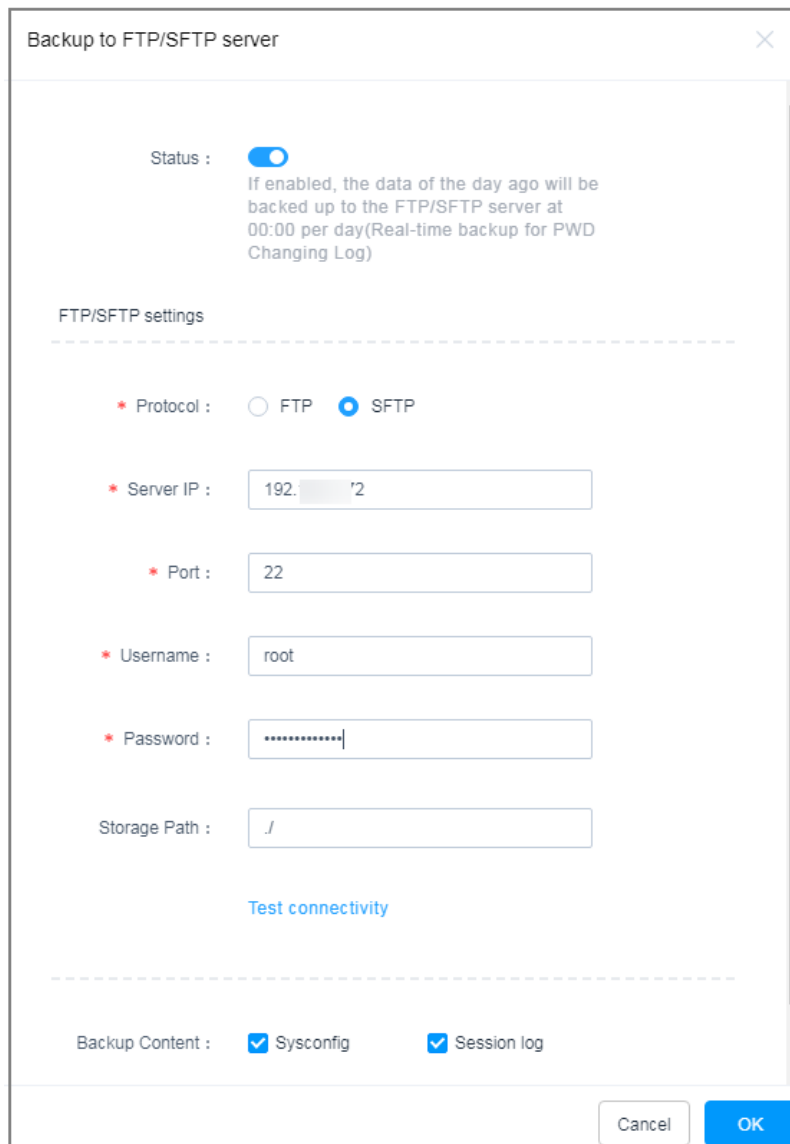 Backup to FTP/SFTP server
Status :
If enabled, the data of the day ago will be
backed up to the FTP/SFTP server at
00:00 per day(Real-time backup for PWD
Changing Log)
FTP/SFTP settings
* Protocol : FTP SFTP
* Server IP : 192.
* Port : 22
* Username : root
* Password : •••••••••••••
Storage Path : ./
Test connectivity
Backup Content : Sysconfig Session log
Cancel OK